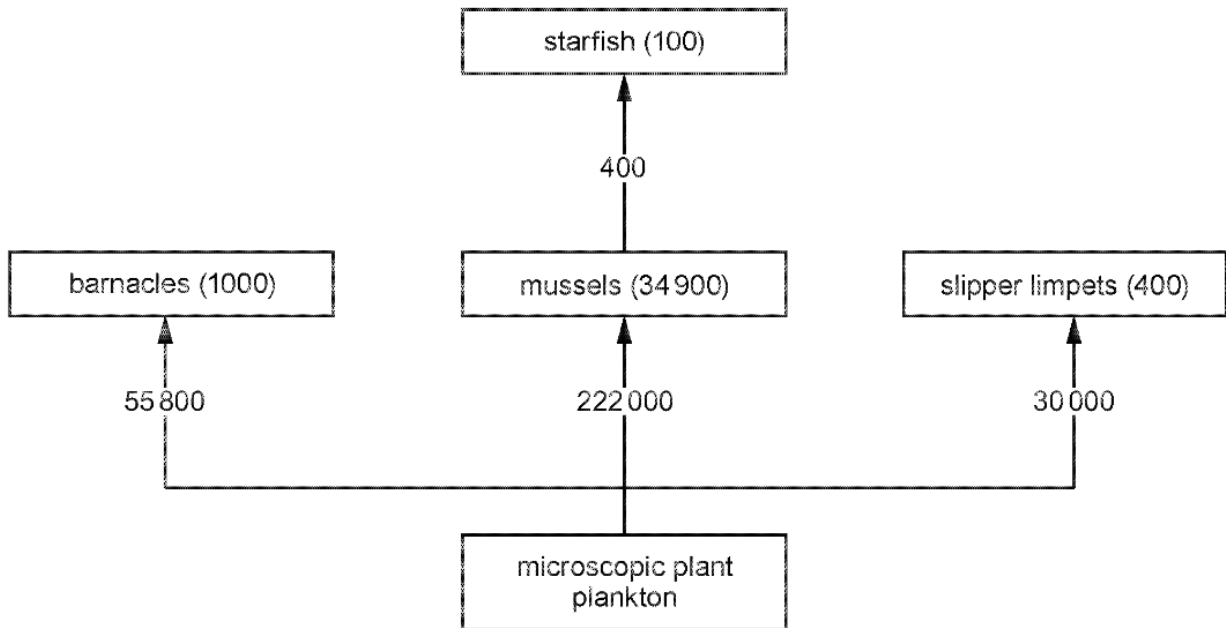 starfish (100)
400
barnacles (1000)
mussels (34 900)
slipper limpets (400)
55 800
222 000
30 000
microscopic plant
plankton